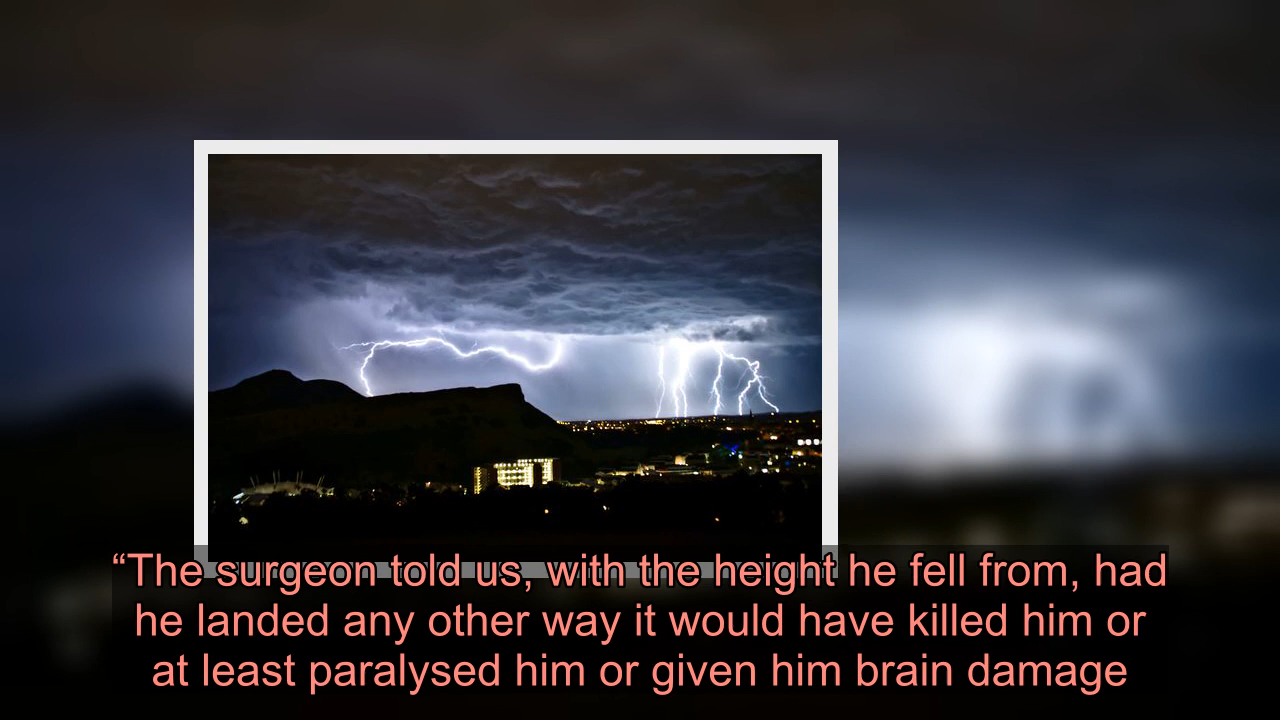 “The surgeon told us, with the height he fell from, had
he landed any other way it would have killed him or
at least paralysed him or given him brain damage